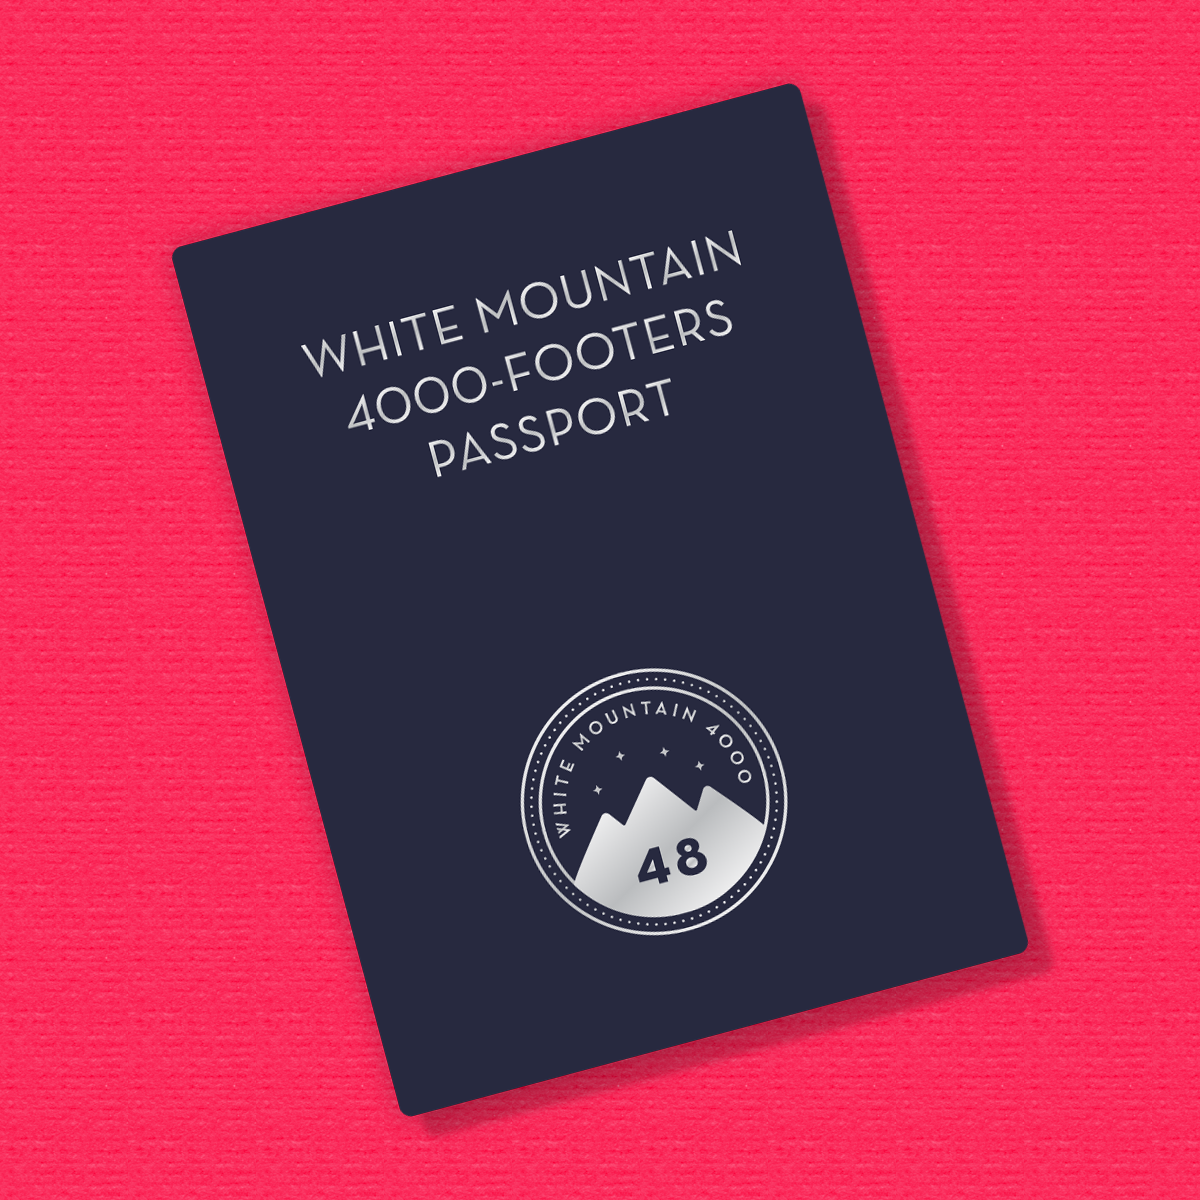 WHITE MOUNTAIN
4000-FOOTERS
PASSPORT
WHITE MOUNTAIN 4000
48